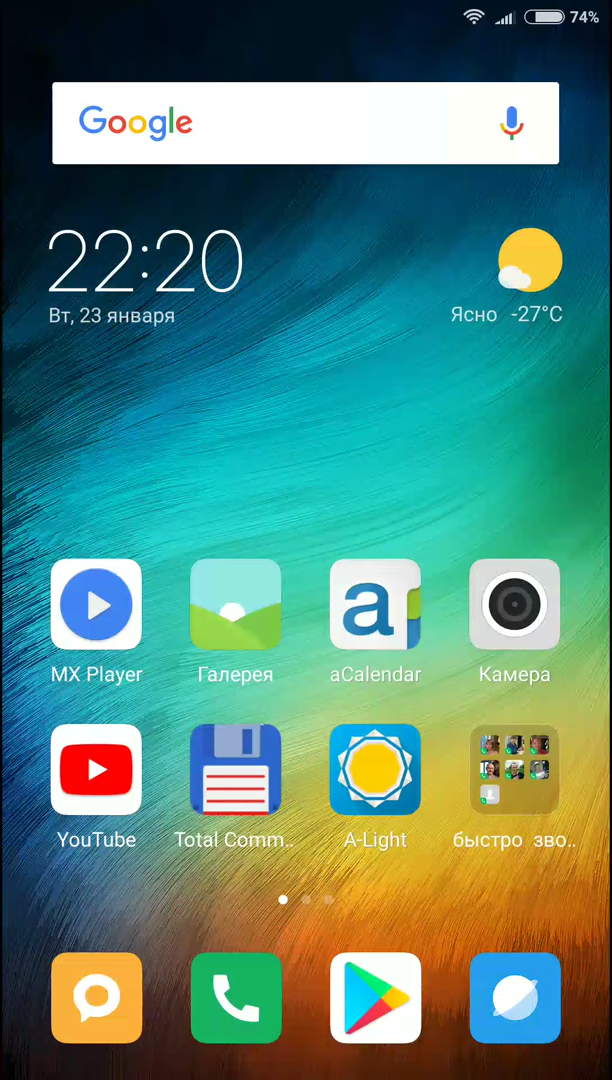 74%
Google
22:20
Вт, 23 января
Ясно -27°C
MX Player
Галерея
aCalendar
Камера
YouTube
Total Comm..
A-Light
быстро зво..